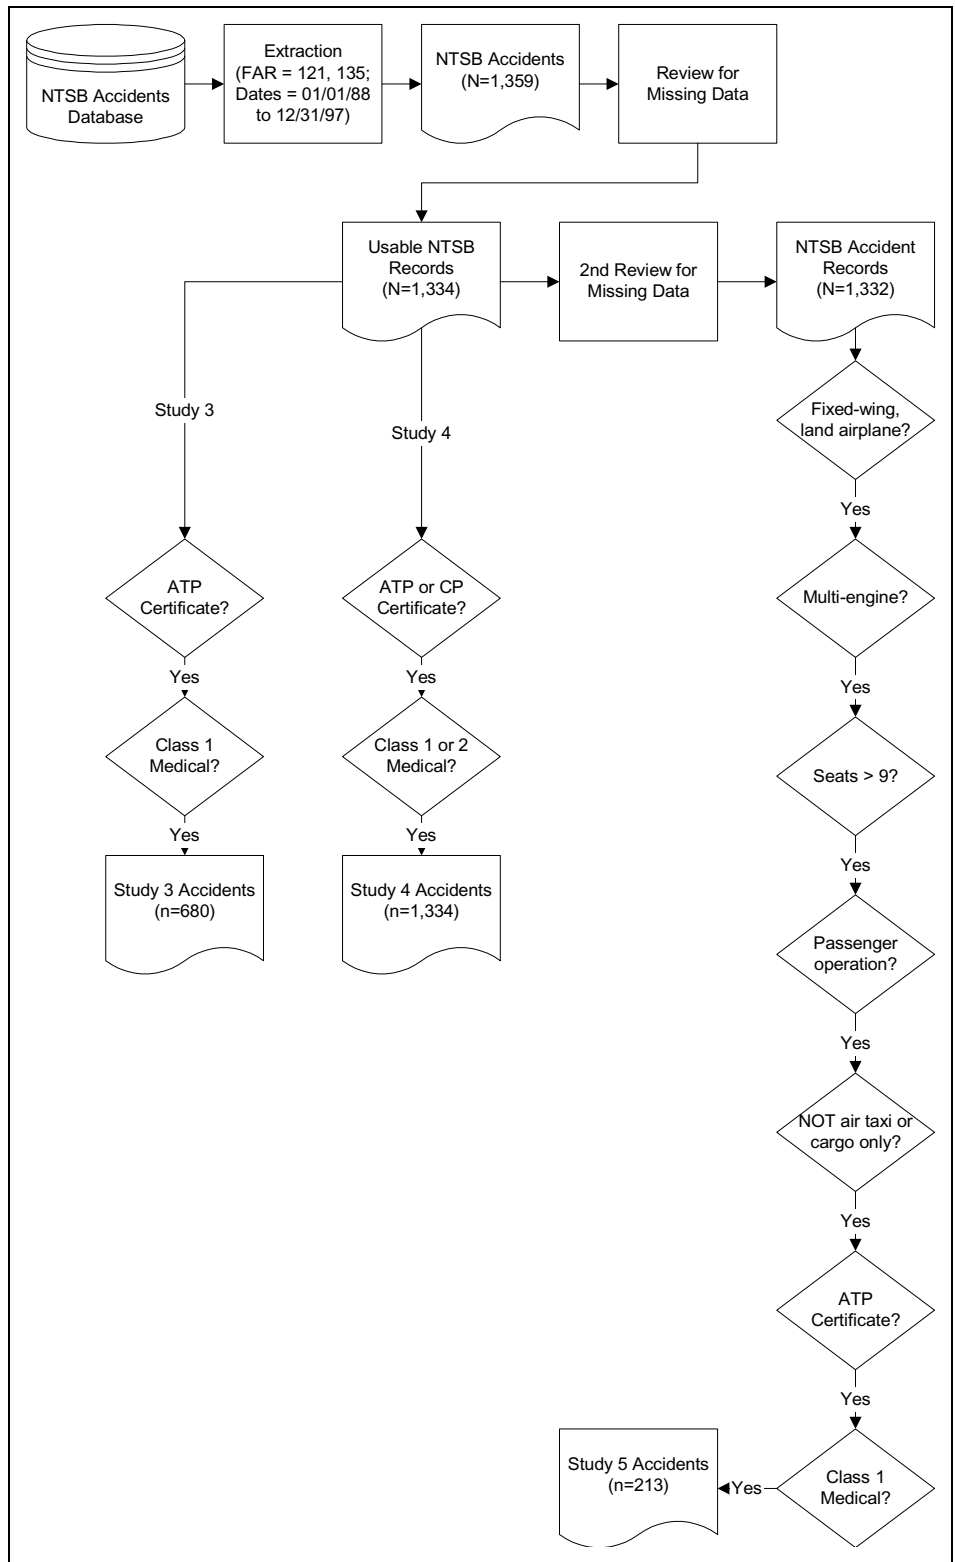 NTSB Accidents
Database
Extraction
(FAR = 121, 135;
Dates = 01/01/88
to 12/31/97)
NTSB Accidents
(N=1,359)
Review for
Missing Data
Usable NTSB
Records
(N=1,334)
2nd Review for
Missing Data
NTSB Accident
Records
(N=1,332)
Study 3
Study 4
Fixed-wing,
land airplane?
Yes
ATP
Certificate?
ATP or CP
Certificate?
Multi-engine?
Yes
Yes
Yes
Class 1
Medical?
Class 1 or 2
Medical?
Seats > 9?
Yes
Yes
Yes
Study 3 Accidents
(n=680)
Study 4 Accidents
(n=1,334)
Passenger
operation?
Yes
NOT air taxi or
cargo only?
Yes
ATP
Certificate?
Yes
Study 5 Accidents
(n=213)
Yes
Class 1
Medical?